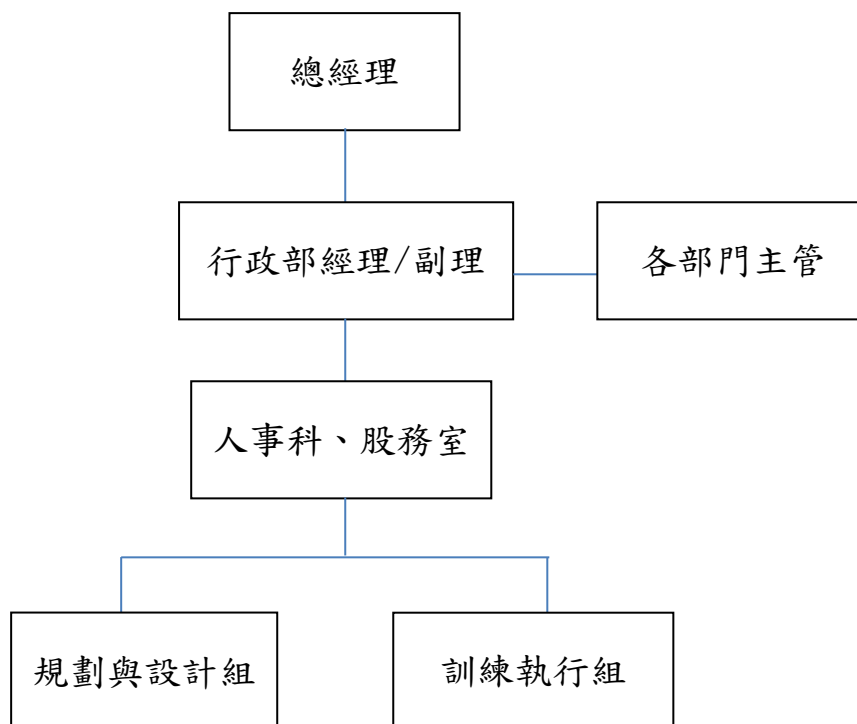 總經理
行政部經理/副理
各部門主管
人事科、股務室
規劃與設計組
訓練執行組